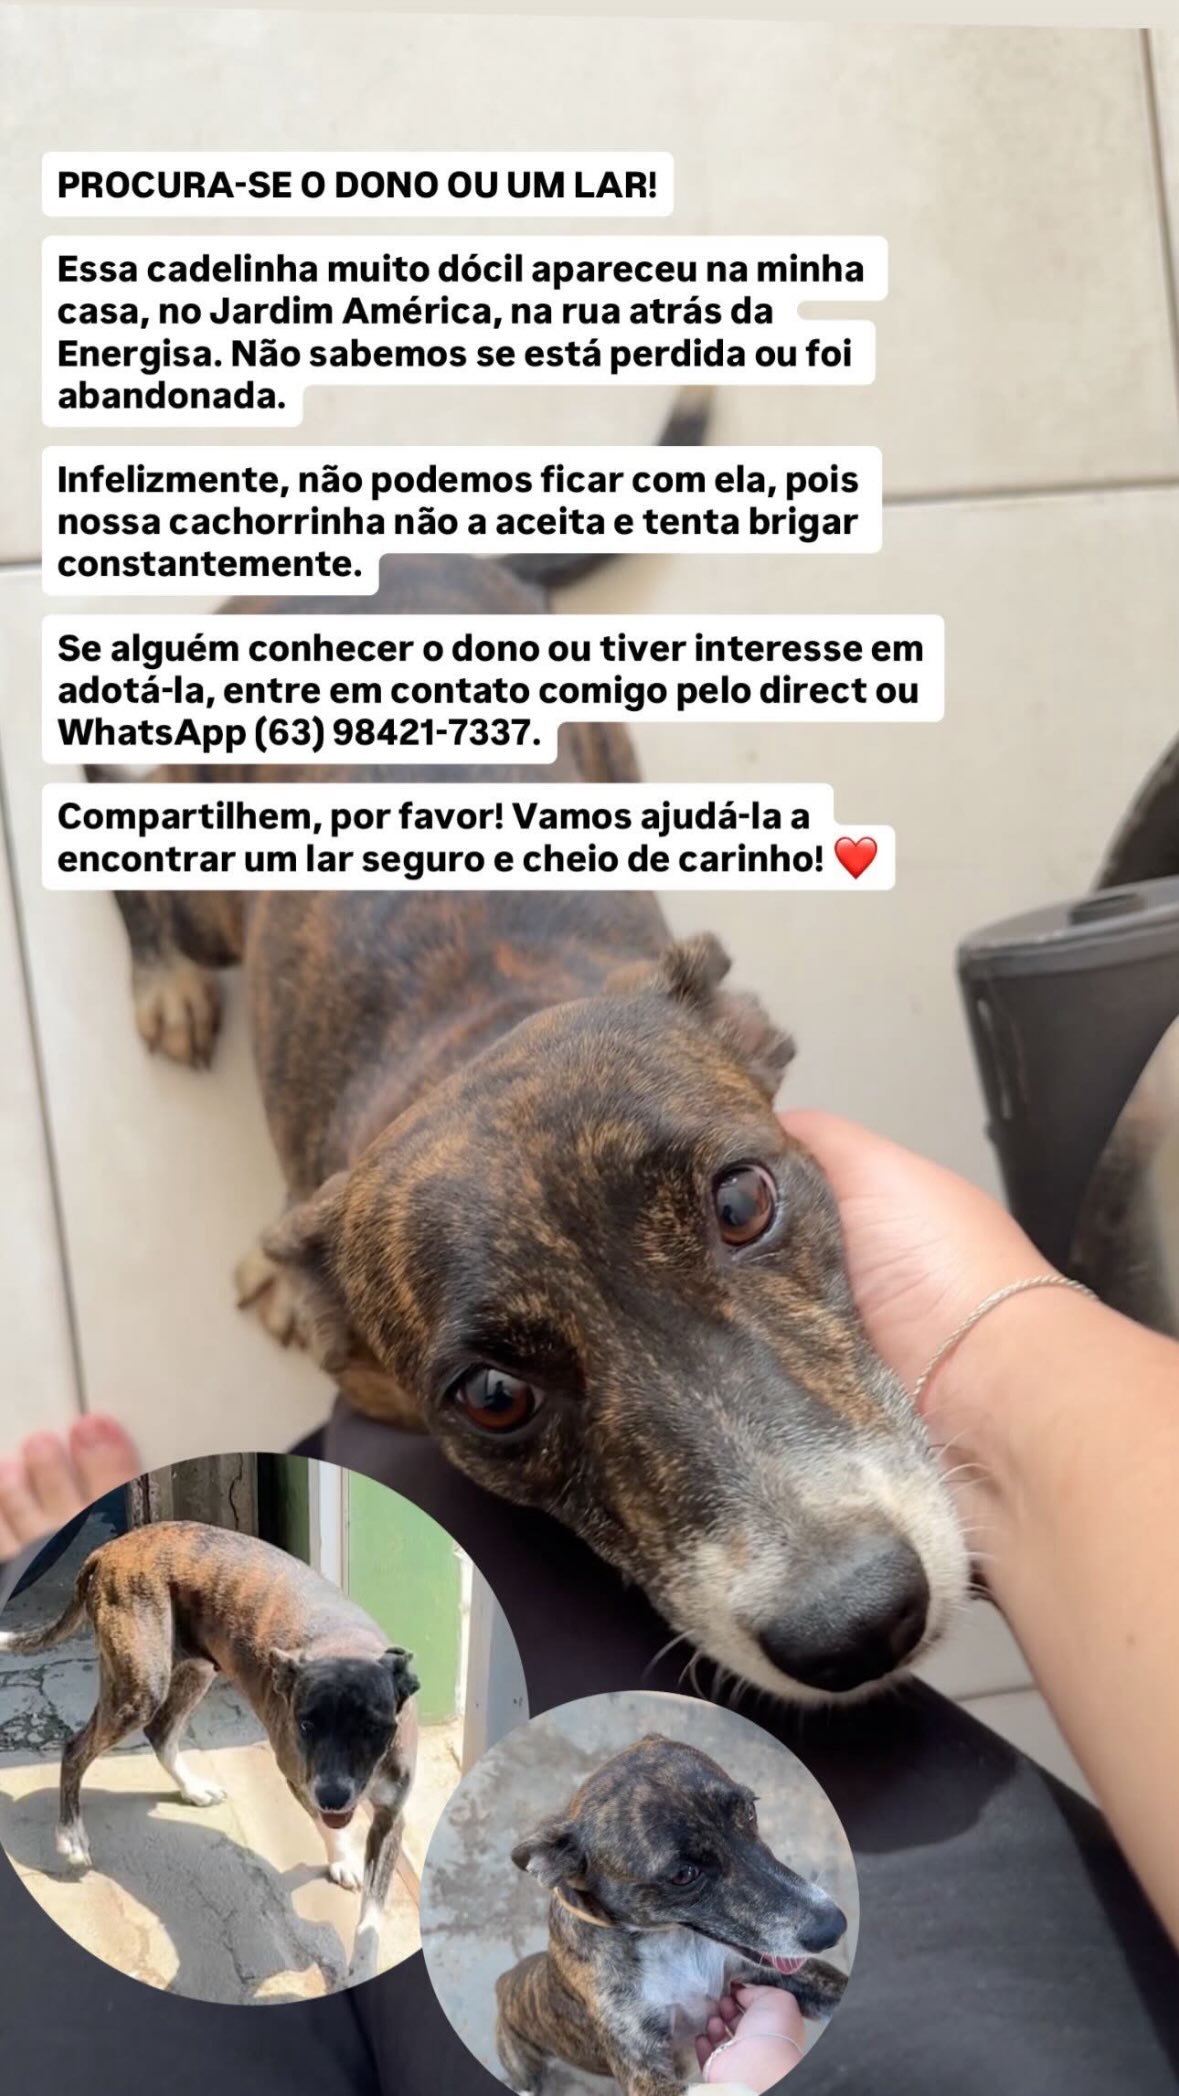 PROCURA-SE O DONO OU UM LAR!
Essa cadelinha muito dócil apareceu na minha
casa, no Jardim América, na rua atrás da
Energisa. Não sabemos se está perdida ou foi
abandonada.
Infelizmente, não podemos ficar com ela, pois
nossa cachorrinha não a aceita e tenta brigar
constantemente.
Se alguém conhecer o dono ou tiver interesse em
adotá-la, entre em contato comigo pelo direct ou
WhatsApp (63) 98421-7337.
Compartilhem, por favor! Vamos ajudá-la a
encontrar um lar seguro e cheio de carinho! ❤️